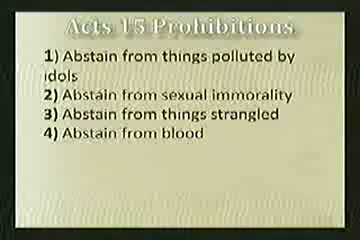 Acts 15 Prohibitions
1) Abstain from things polluted by
idols
2) Abstain from sexual immorality
3) Abstain from things strangled
4) Abstain from blood